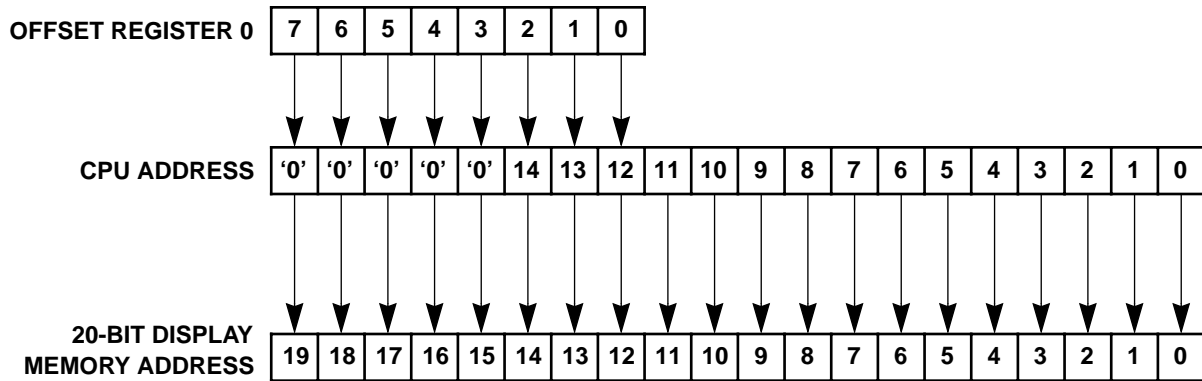 OFFSET REGISTER 0 7 6 5 4 3 2 1 0
CPU ADDRESS ‘0’ ‘0’ ‘0’ ‘0’ ‘0’ 14 13 12 11 10 9 8 7 6 5 4 3 2 1 0
20-BIT DISPLAY
MEMORY ADDRESS 19 18 17 16 15 14 13 12 11 10 9 8 7 6 5 4 3 2 1 0